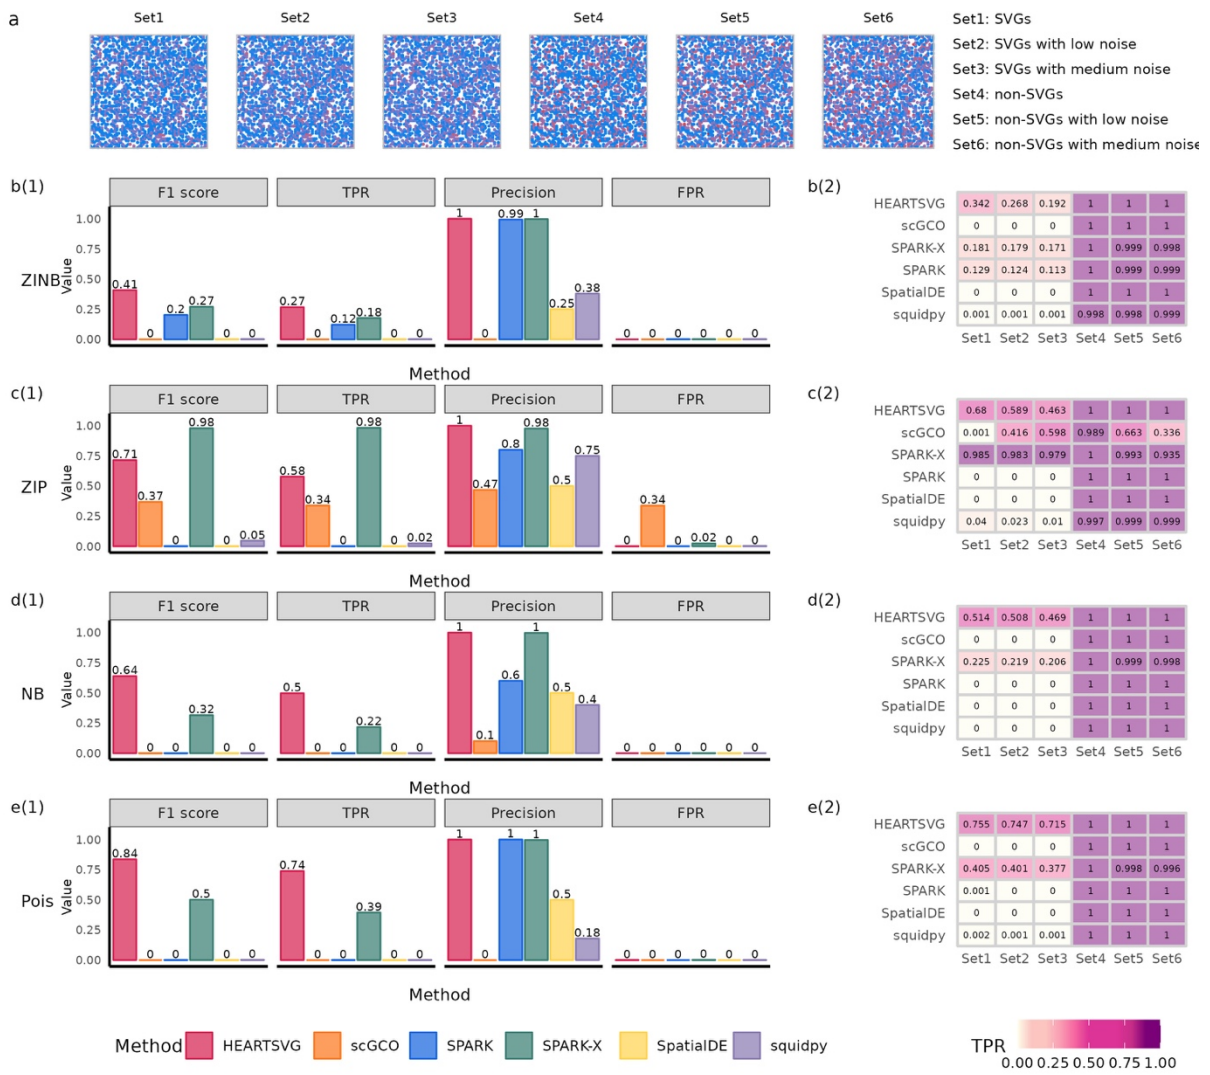 a
Set1 Set2 Set3 Set4 Set5 Set6
Set1: SVGs
Set2: SVGs with low noise
Set3: SVGs with medium noise
Set4: non-SVGs
Set5: non-SVGs with low noise
Set6: non-SVGs with medium noise
b(1)
F1 score TPR Precision FPR
ZINB
Value
1.00
0.75
0.50
0.25
0.00
0.41 0 0.2 0.27 0 0
0.27 0 0.12 0.18 0 0
1 0 0.99 1 0.25 0.38
0 0 0 0 0 0
Method
b(2)
HEARTSVG 0.342 0.268 0.192 1 1 1
scGCO 0 0 0 1 1 1
SPARK-X 0.181 0.179 0.171 1 0.999 0.998
SPARK 0.129 0.124 0.113 1 0.999 0.999
SpatialDE 0 0 0 1 1 1
squidpy 0.001 0.001 0.001 0.998 0.998 0.999
Set1 Set2 Set3 Set4 Set5 Set6
c(1)
F1 score TPR Precision FPR
ZIP
Value
1.00
0.75
0.50
0.25
0.00
0.71 0.37 0 0.98 0 0.05
0.58 0.34 0 0.98 0 0.02
1 0.47 0.8 0.98 0.5 0.75
0 0.34 0 0.02 0 0
Method
c(2)
HEARTSVG 0.68 0.589 0.463 1 1 1
scGCO 0.001 0.416 0.598 0.989 0.663 0.336
SPARK-X 0.985 0.983 0.979 1 0.993 0.935
SPARK 0 0 0 1 1 1
SpatialDE 0 0 0 1 1 1
squidpy 0.04 0.023 0.01 0.997 0.999 0.999
Set1 Set2 Set3 Set4 Set5 Set6
d(1)
F1 score TPR Precision FPR
NB
Value
1.00
0.75
0.50
0.25
0.00
0.64 0 0 0.32 0 0
0.5 0 0 0.22 0 0
1 0.1 0.6 1 0.5 0.4
0 0 0 0 0 0
Method
d(2)
HEARTSVG 0.514 0.508 0.469 1 1 1
scGCO 0 0 0 1 1 1
SPARK-X 0.225 0.219 0.206 1 0.999 0.998
SPARK 0 0 0 1 1 1
SpatialDE 0 0 0 1 1 1
squidpy 0 0 0 1 1 1
Set1 Set2 Set3 Set4 Set5 Set6
e(1)
F1 score TPR Precision FPR
Pois
Value
1.00
0.75
0.50
0.25
0.00
0.84 0 0 0.5 0 0
0.74 0 0 0.39 0 0
1 0 1 1 0.5 0.18
0 0 0 0 0 0
Method
e(2)
HEARTSVG 0.755 0.747 0.715 1 1 1
scGCO 0 0 0 1 1 1
SPARK-X 0.405 0.401 0.377 1 0.998 0.996
SPARK 0.001 0 0 1 1 1
SpatialDE 0 0 0 1 1 1
squidpy 0.002 0.001 0.001 1 1 1
Set1 Set2 Set3 Set4 Set5 Set6
Method HEARTSVG scGCO SPARK SPARK-X SpatialDE squidpy
TPR 0.00 0.25 0.50 0.75 1.00